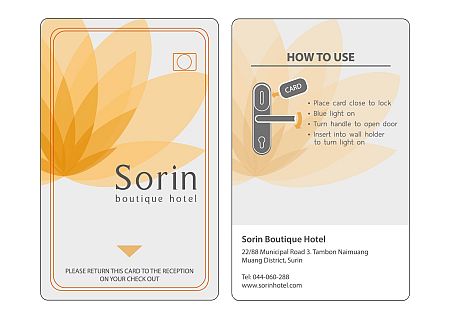 Sorin
boutique hotel
PLEASE RETURN THIS CARD TO THE RECEPTION
ON YOUR CHECK OUT
HOW TO USE
CARD
• Place card close to lock
• Blue light on
• Turn handle to open door
• Insert into wall holder
to turn light on
Sorin Boutique Hotel
22/88 Municipal Road 3. Tambon Naimuang
Muang District, Surin
Tel: 044-060-288
www.sorinhotel.com